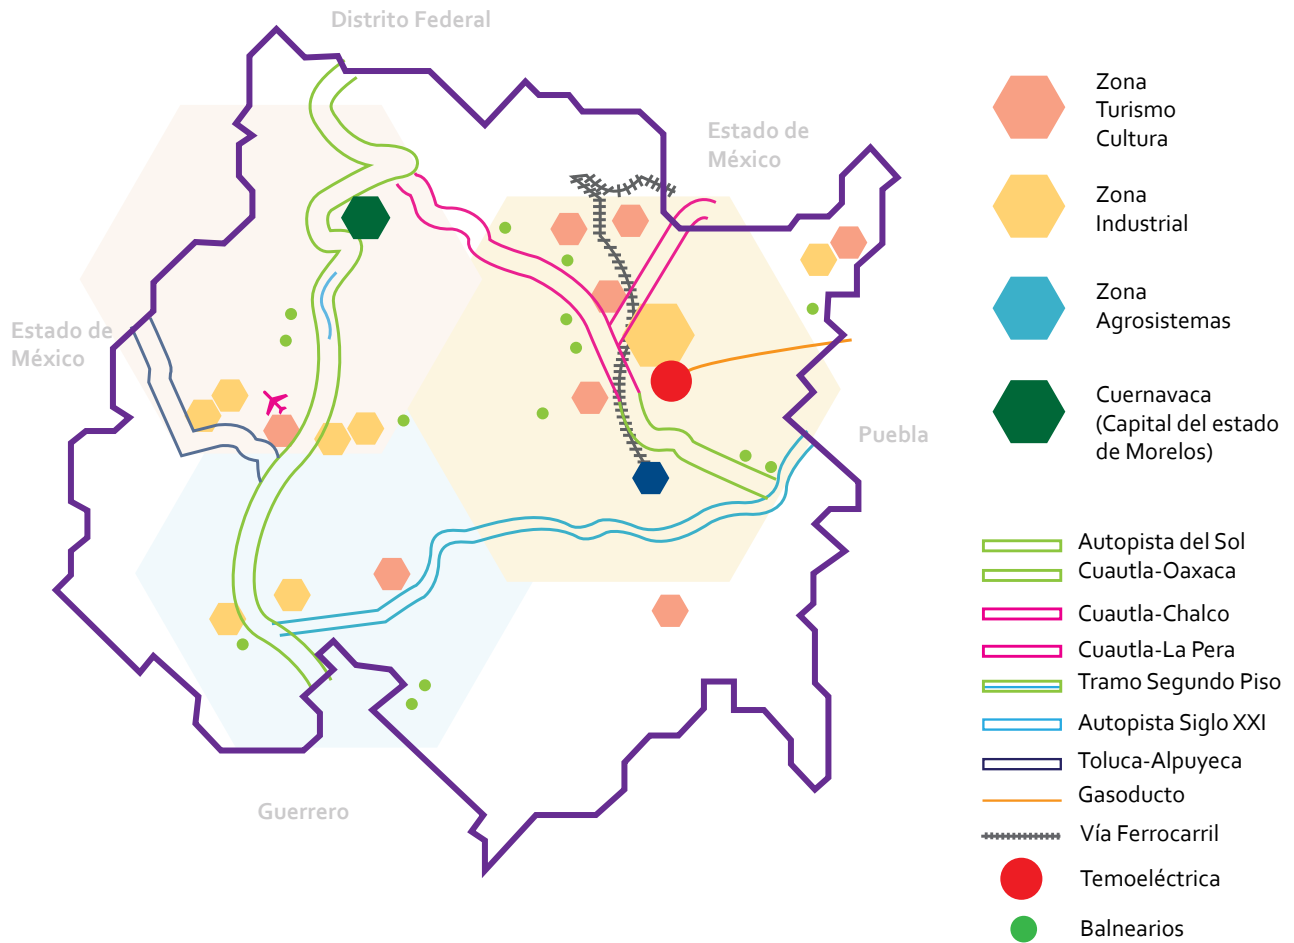 Distrito Federal
Estado de
México
Estado de
México
Puebla
Guerrero
Zona
Turismo
Cultura
Zona
Industrial
Zona
Agrosistemas
Cuernavaca
(Capital del estado
de Morelos)
Autopista del Sol
Cuautla-Oaxaca
Cuautla-Chalco
Cuautla-La Pera
Tramo Segundo Piso
Autopista Siglo XXI
Toluca-Alpuyeca
Gasoducto
Vía Ferrocarril
Temoeléctrica
Balnearios